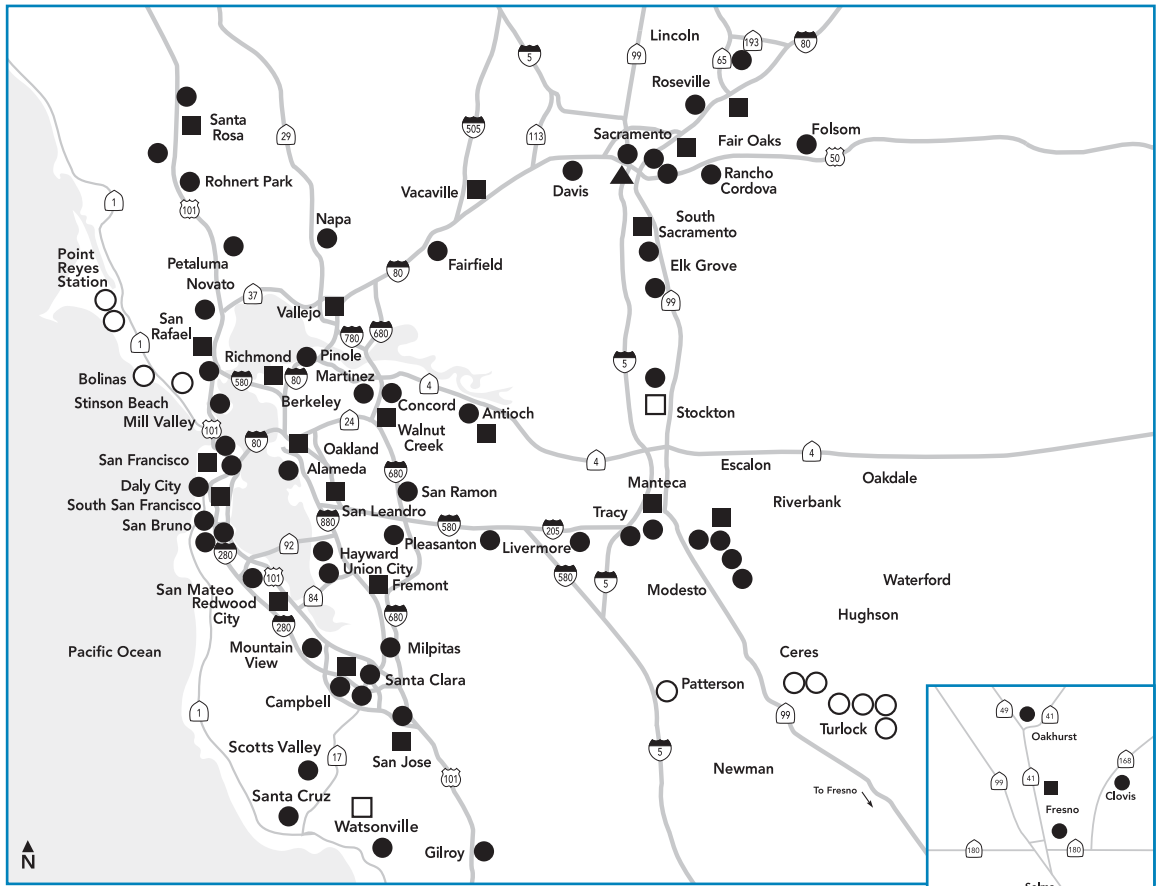 Lincoln
193
80
5
99
65
Roseville
Santa
Rosa
29
505
113
Sacramento
Fair Oaks
Folsom
50
Rohnert Park
Vacaville
Davis
Rancho
Cordova
1
101
Napa
South
Sacramento
Point
Reyes
Station
Petaluma
Novato
80
Fairfield
Elk Grove
37
99
Vallejo
San
Rafael
1
780
680
Richmond
Pinole
5
Bolinas
580
80
Martinez
4
Stinson Beach
Berkeley
Concord
Antioch
Stockton
Mill Valley
101
24
Walnut
Creek
80
Oakland
San Francisco
Alameda
680
4
4
Escalon
Oakdale
Daly City
San Ramon
Manteca
South San Francisco
San Leandro
Riverbank
San Bruno
880
580
205
Tracy
280
92
Hayward
Pleasanton
Livermore
Union City
101
580
5
San Mateo
84
Fremont
Modesto
Waterford
Redwood
City
280
680
Hughson
Pacific Ocean
Mountain
View
Milpitas
Ceres
Santa Clara
Patterson
Campbell
1
99
Turlock
49
41
Oakhurst
Scotts Valley
17
San Jose
5
Newman
168
101
99
41
Clovis
Santa Cruz
To Fresno
Fresno
Watsonville
N
Gilroy
180
180
Selma